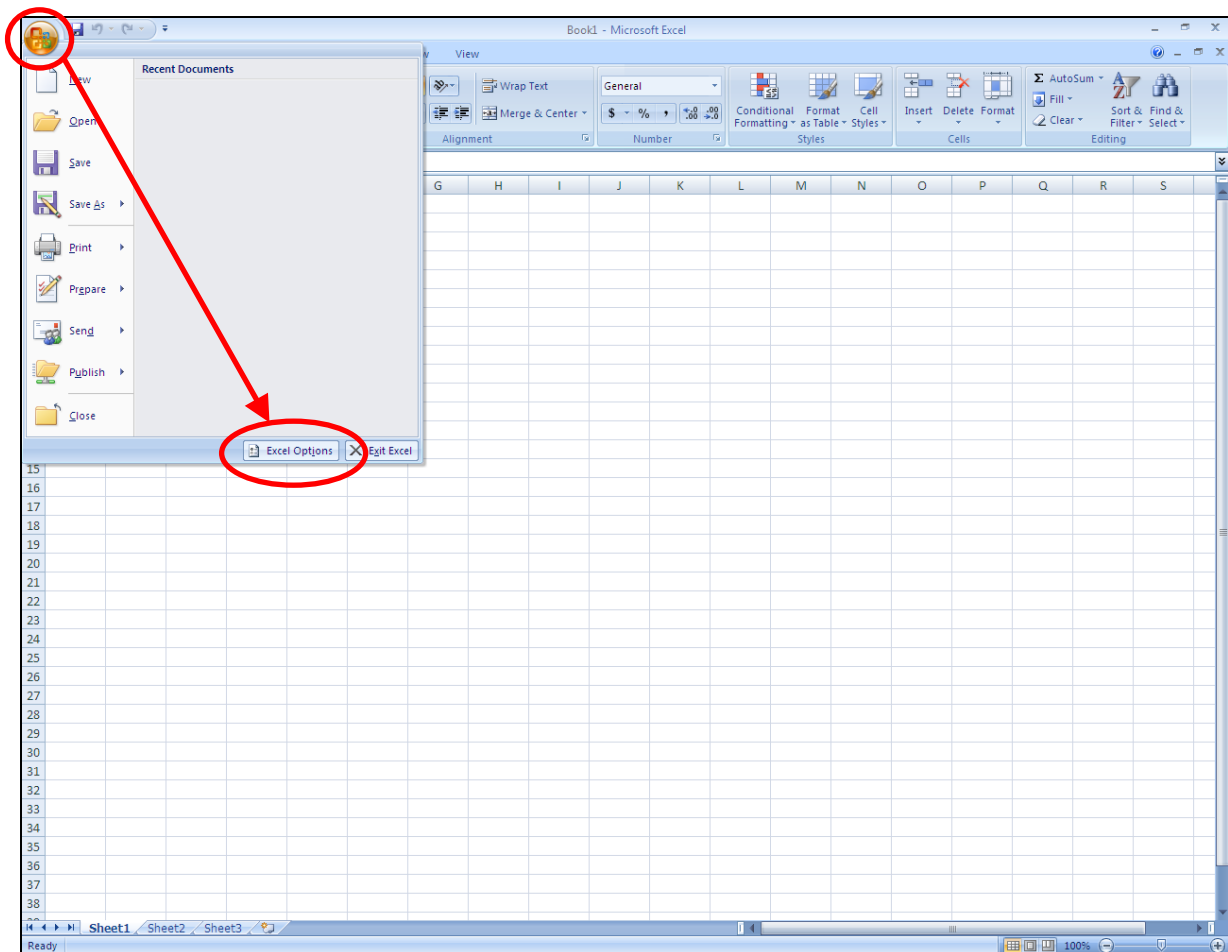 Book1 - Microsoft Excel
View
New
Recent Documents
Open
Save
Save As
Print
Prepare
Send
Publish
Close
Excel Options
Exit Excel
Wrap Text
Merge & Center
Alignment
General
$ % , .00
Number
Conditional Formatting
Format as Table
Cell Styles
Styles
Insert
Delete
Format
Cells
Σ AutoSum
Fill
Clear
Sort & Filter
Find & Select
Editing
G H I J K L M N O P Q R S
15
16
17
18
19
20
21
22
23
24
25
26
27
28
29
30
31
32
33
34
35
36
37
38
Sheet1 Sheet2 Sheet3
Ready
100%